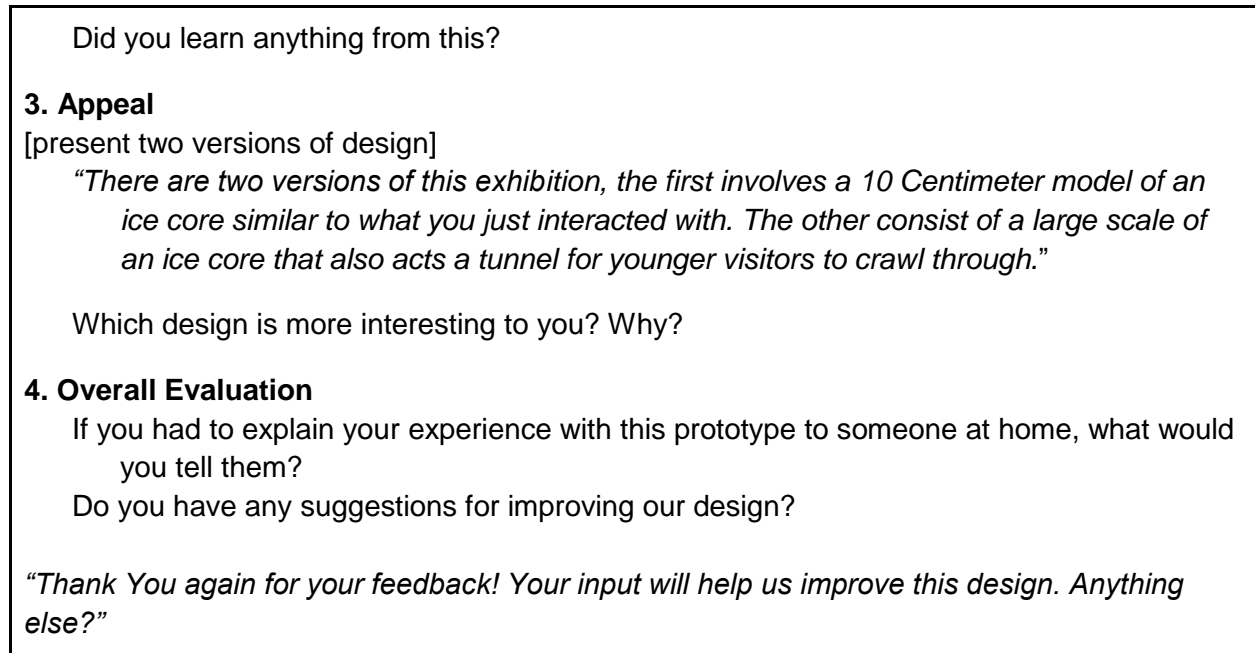 Did you learn anything from this?
3. Appeal
[present two versions of design]
“There are two versions of this exhibition, the first involves a 10 Centimeter model of an
ice core similar to what you just interacted with. The other consist of a large scale of
an ice core that also acts a tunnel for younger visitors to crawl through.”
Which design is more interesting to you? Why?
4. Overall Evaluation
If you had to explain your experience with this prototype to someone at home, what would
you tell them?
Do you have any suggestions for improving our design?
“Thank You again for your feedback! Your input will help us improve this design. Anything
else?”